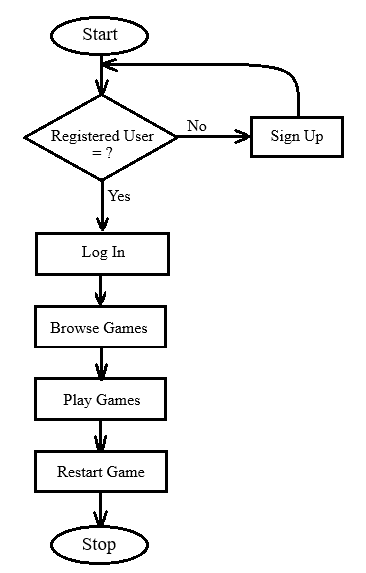 Start
Registered User
= ?
No
Sign Up
Yes
Log In
Browse Games
Play Games
Restart Game
Stop